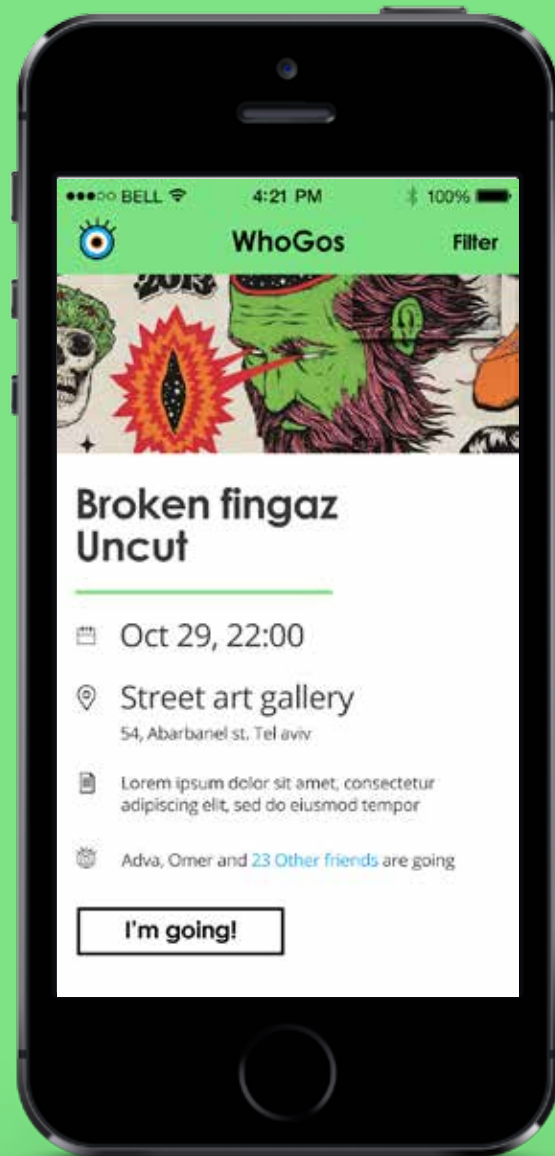 BELL 4:21 PM 100%
WhoGos Filter
2013
Broken fingaz
Uncut
Oct 29, 22:00
Street art gallery
54, Abarbanel st. Tel aviv
Lorem ipsum dolor sit amet, consectetur
adipiscing elit, sed do eiusmod tempor
Adva, Omer and 23 Other friends are going
I'm going!